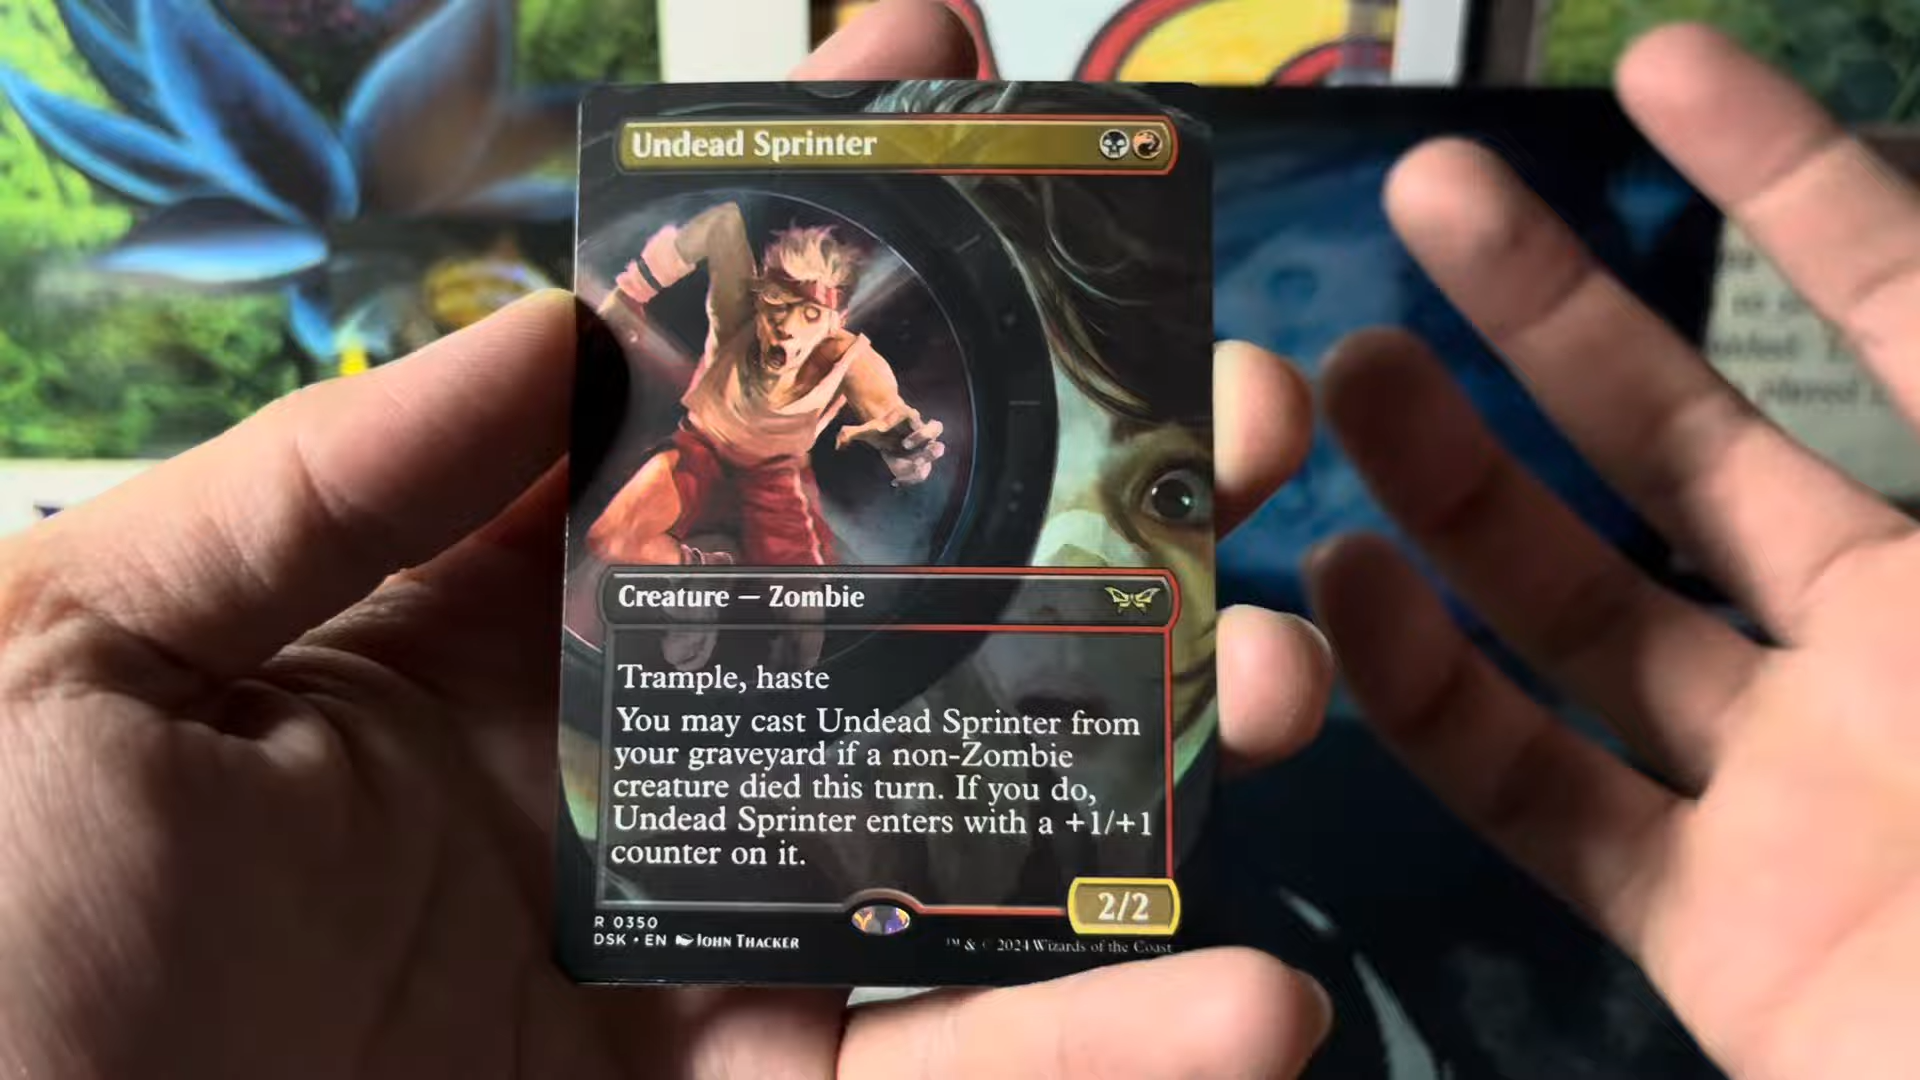 Undead Sprinter
Creature — Zombie
Trample, haste
You may cast Undead Sprinter from
your graveyard if a non-Zombie
creature died this turn. If you do,
Undead Sprinter enters with a +1/+1
counter on it.
2/2
R 0350
DSK • EN John Thacker
™ & © 2024 Wizards of the Coast